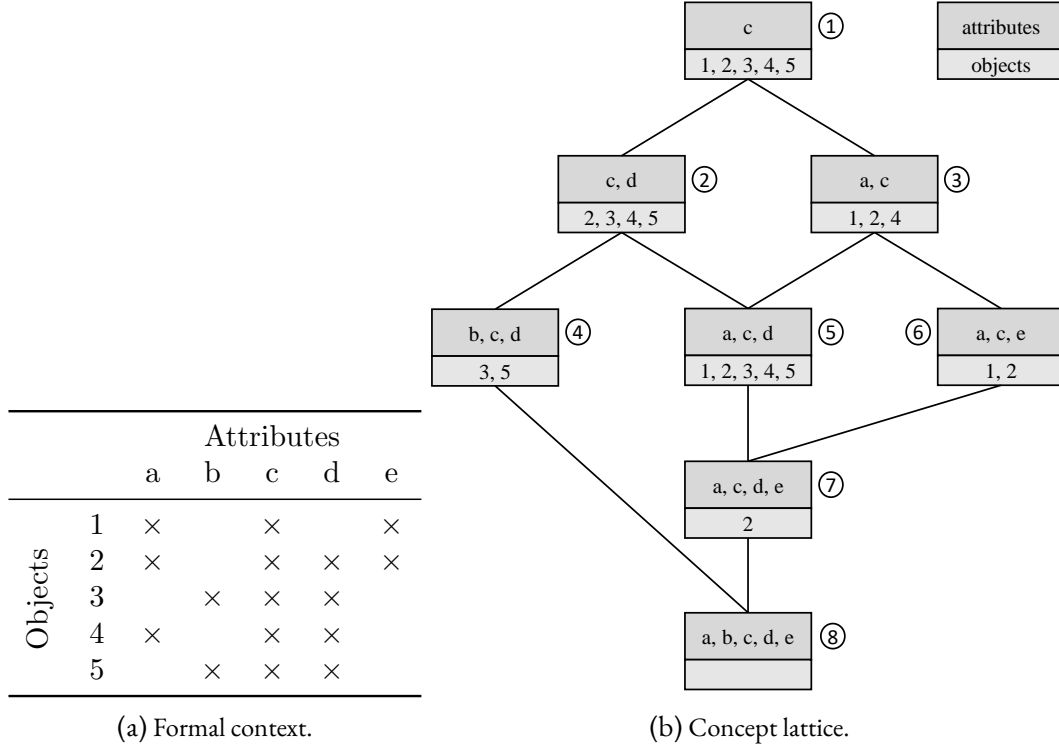 c ①
1, 2, 3, 4, 5
attributes
objects
c, d ②
2, 3, 4, 5
a, c ③
1, 2, 4
b, c, d ④
3, 5
a, c, d ⑤
1, 2, 3, 4, 5
⑥ a, c, e
1, 2
a, c, d, e ⑦
2
a, b, c, d, e ⑧
Attributes
a b c d e
Objects
1 × × ×
2 × × × ×
3 × × ×
4 × × ×
5 × × ×
(a) Formal context.
(b) Concept lattice.